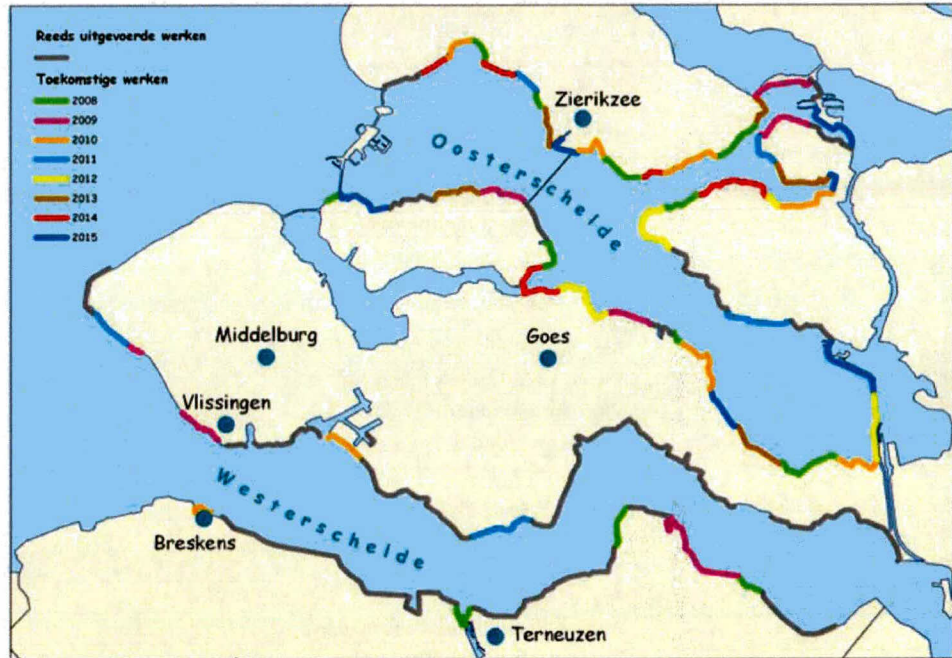 Reeds uitgevoerde werken
Toekomstige werken
2008
2009
2010
2011
2012
2013
2014
2015
Zierikzee
Oosterschelde
Middelburg
Goes
Vlissingen
Westerschelde
Breskens
Terneuzen